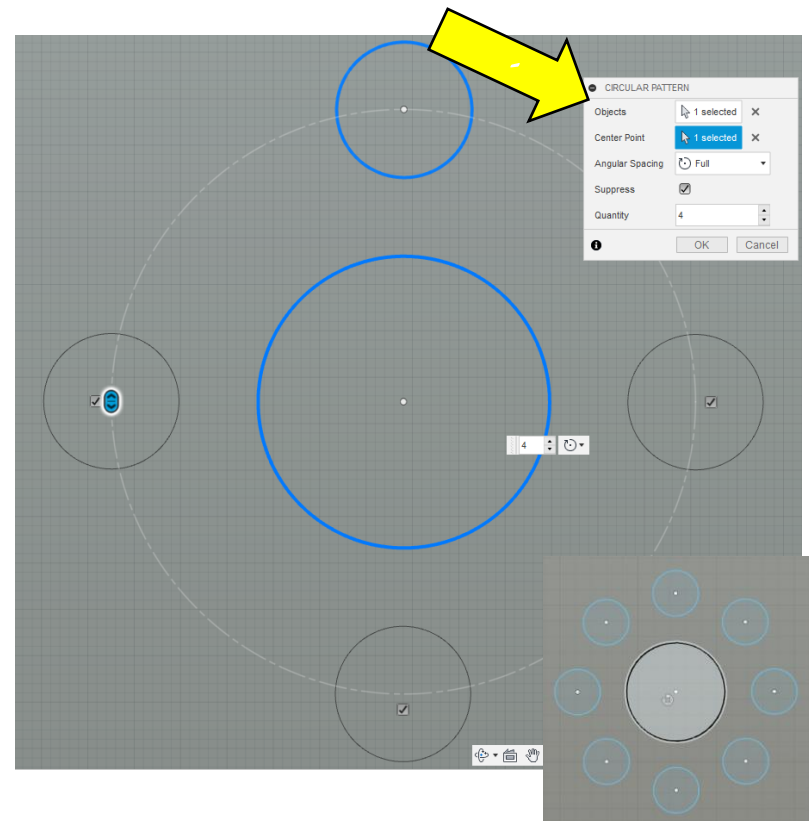 CIRCULAR PATTERN
Objects 1 selected
Center Point 1 selected
Angular Spacing Full
Suppress
Quantity 4
OK Cancel
4